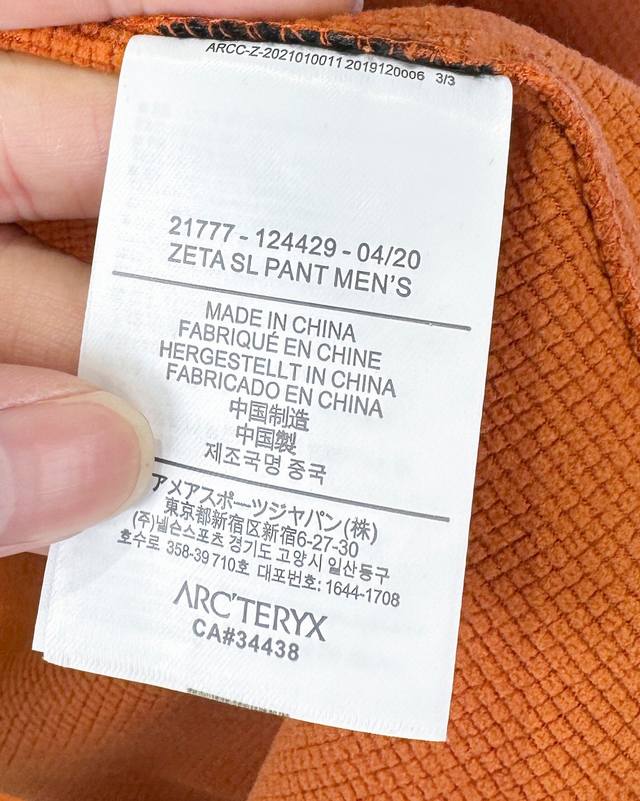 ARCC-Z-2021010011 2019120006 3/3
21777 - 124429 - 04/20
ZETA SL PANT MEN'S
MADE IN CHINA
FABRIQUÉ EN CHINE
HERGESTELLT IN CHINA
FABRICADO EN CHINA
中国制造
中国製
제조국명 중국
アメアスポーツジャパン(株)
東京都新宿区新宿6-27-30
(주)넬슨스포츠 경기도 고양시 일산동구
호수로 358-39 710호 대포번호: 1644-1708
ARC'TERYX
CA#34438